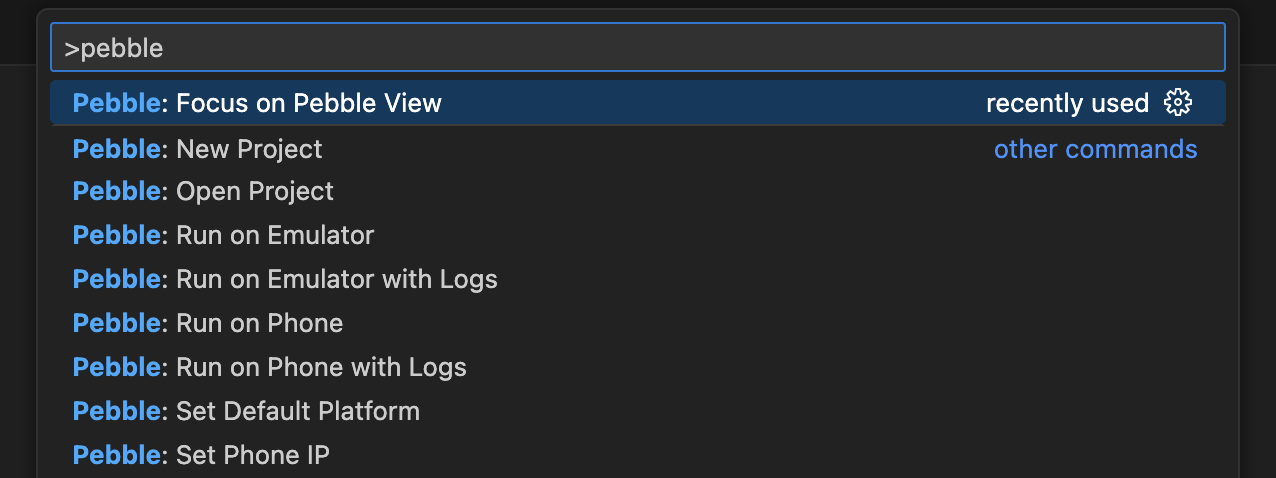 >pebble
Pebble: Focus on Pebble View recently used
Pebble: New Project other commands
Pebble: Open Project
Pebble: Run on Emulator
Pebble: Run on Emulator with Logs
Pebble: Run on Phone
Pebble: Run on Phone with Logs
Pebble: Set Default Platform
Pebble: Set Phone IP